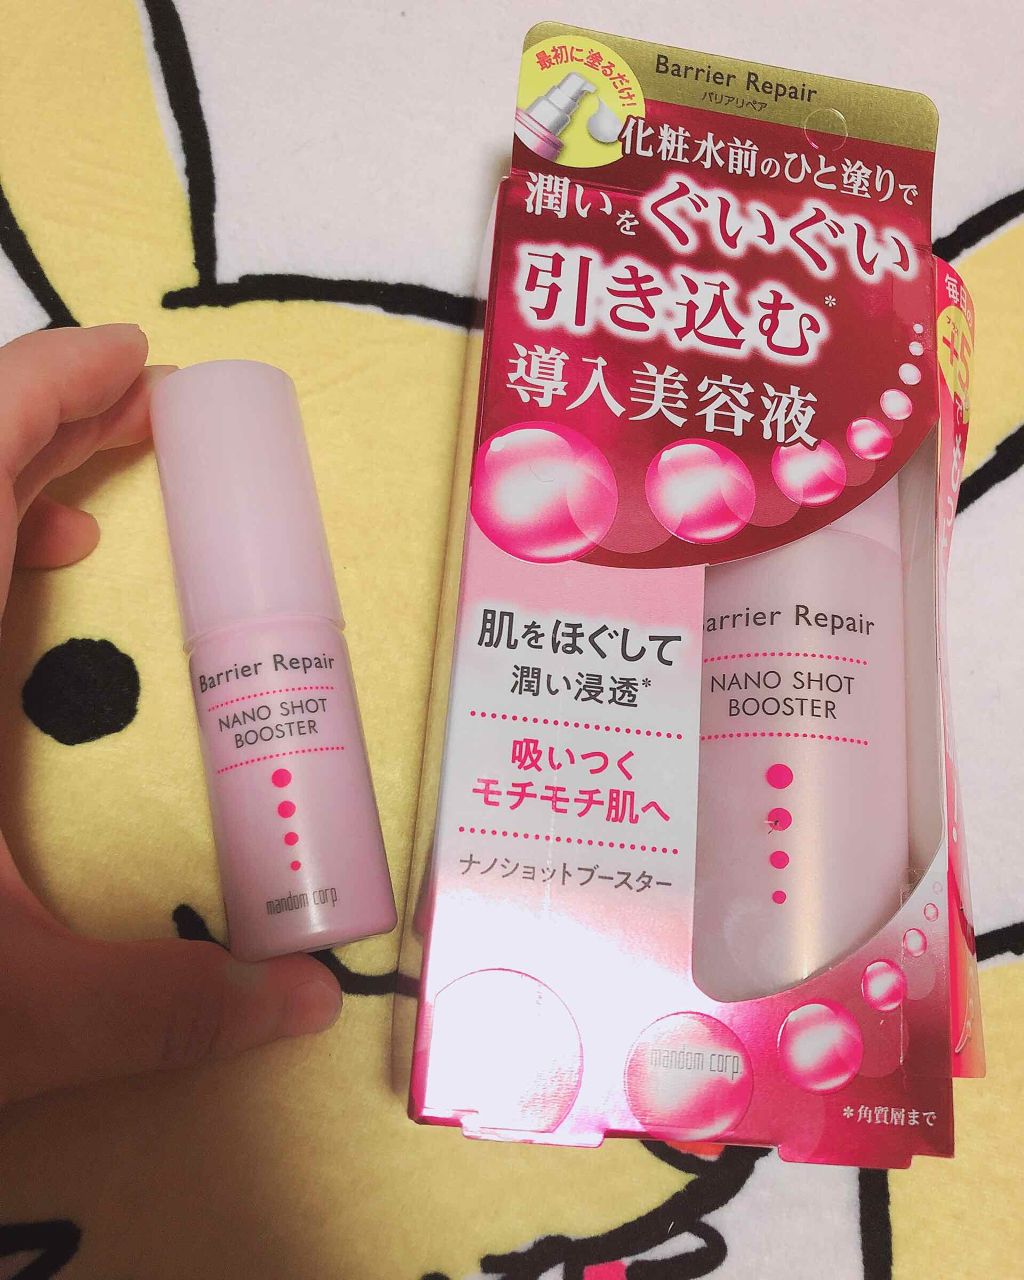 最初に塗るだけ!
Barrier Repair
バリアリペア
化粧水前のひと塗りで
潤いをぐいぐい
引き込む*
導入美容液
肌をほぐして
潤い浸透*
吸いつく
モチモチ肌へ
ナノショットブースター
mandom corp.
*角質層まで
Barrier Repair
NANO SHOT
BOOSTER
毎日の
+5
Barrier Repair
NANO SHOT
BOOSTER
mandom corp.